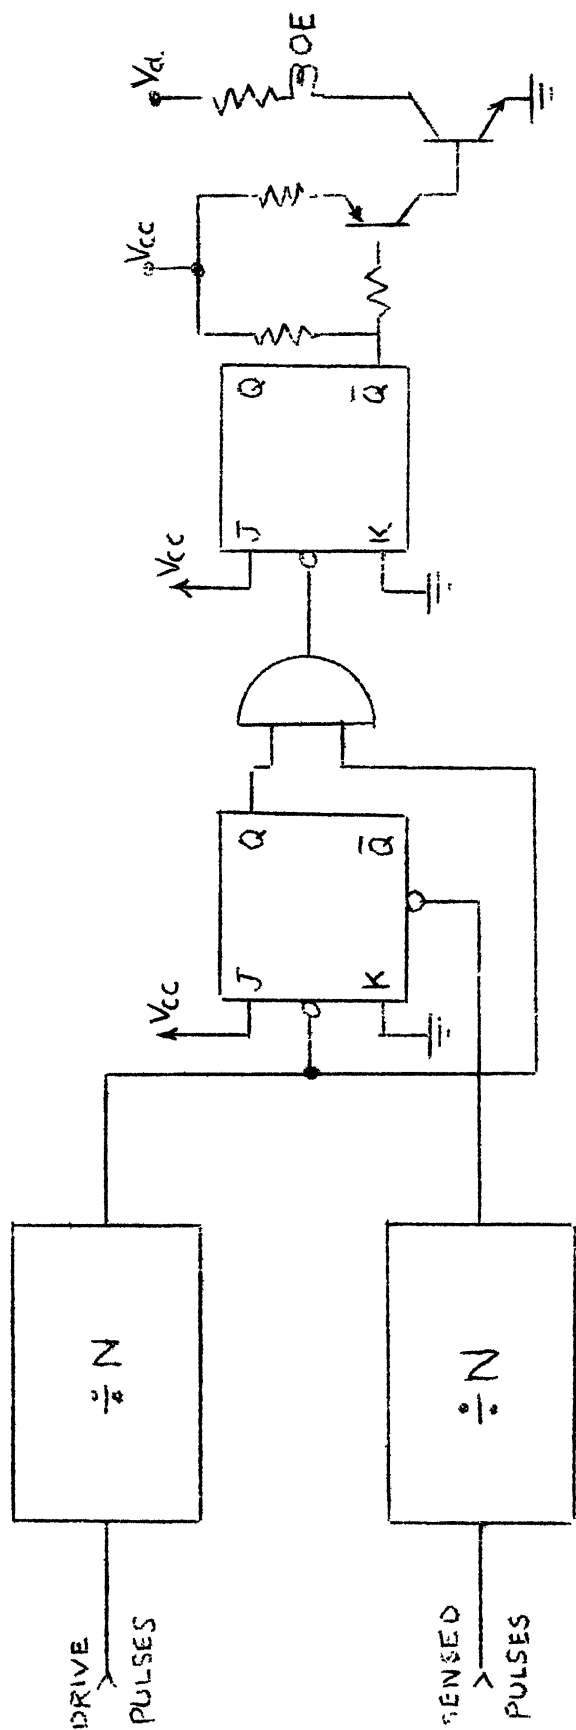 DRIVE
PULSES
÷ N
SENSED
PULSES
÷ N
Vcc
J
Q
K
Q̅
Vcc
J
Q
K
Q̅
Vcc
Vd.
30E